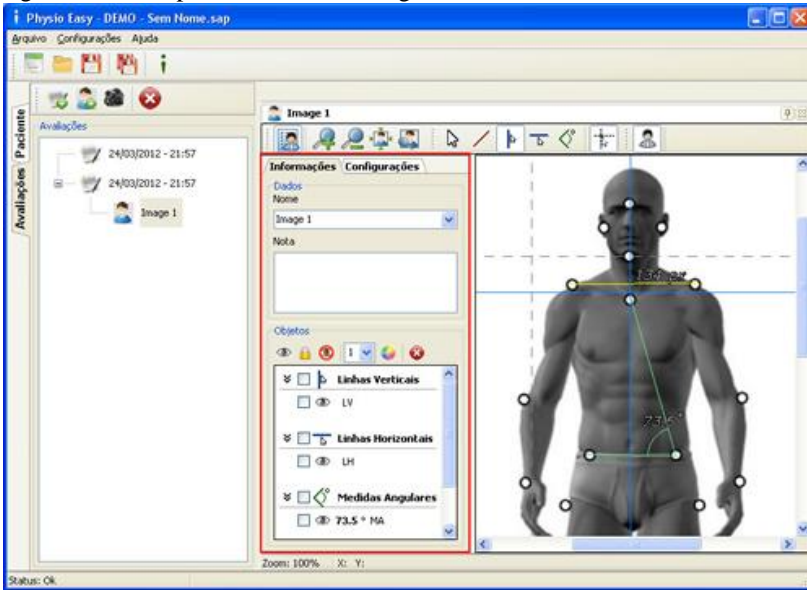 Physio Easy - DEMO - Sem Nome.sap
Arquivo Configurações Ajuda
Paciente
Avaliações
Avaliações
24/03/2012 - 21:57
24/03/2012 - 21:57
Image 1
Image 1
Informações Configurações
Dados
Nome
Image 1
Nota
Objetos
1
Linhas Verticais
LV
Linhas Horizontais
LH
Medidas Angulares
73.5 ° MA
73.5 °
Zoom: 100% X: Y:
Status: Ok